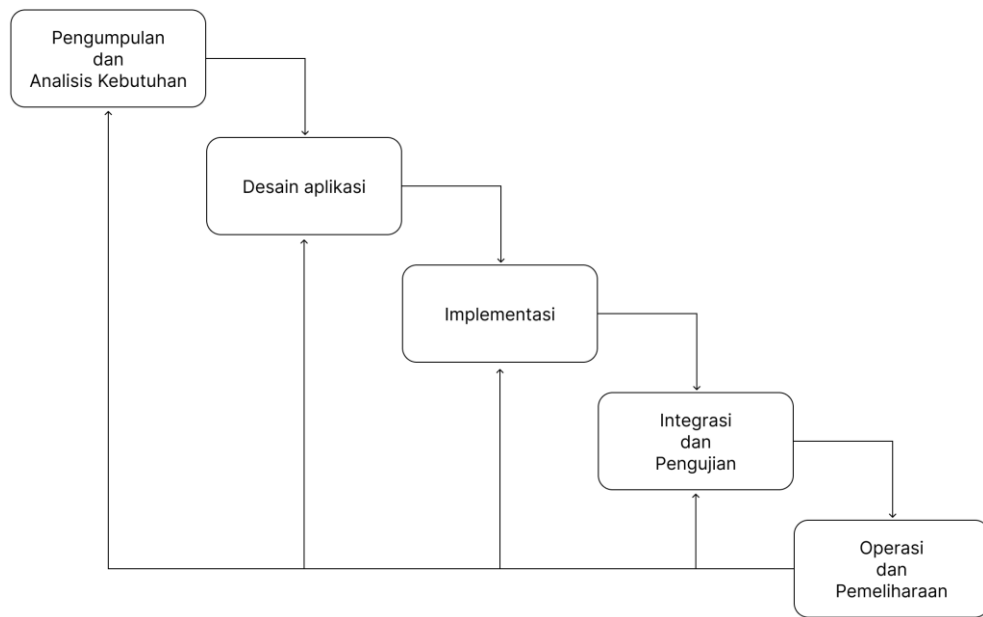 Pengumpulan
dan
Analisis Kebutuhan
Desain aplikasi
Implementasi
Integrasi
dan
Pengujian
Operasi
dan
Pemeliharaan